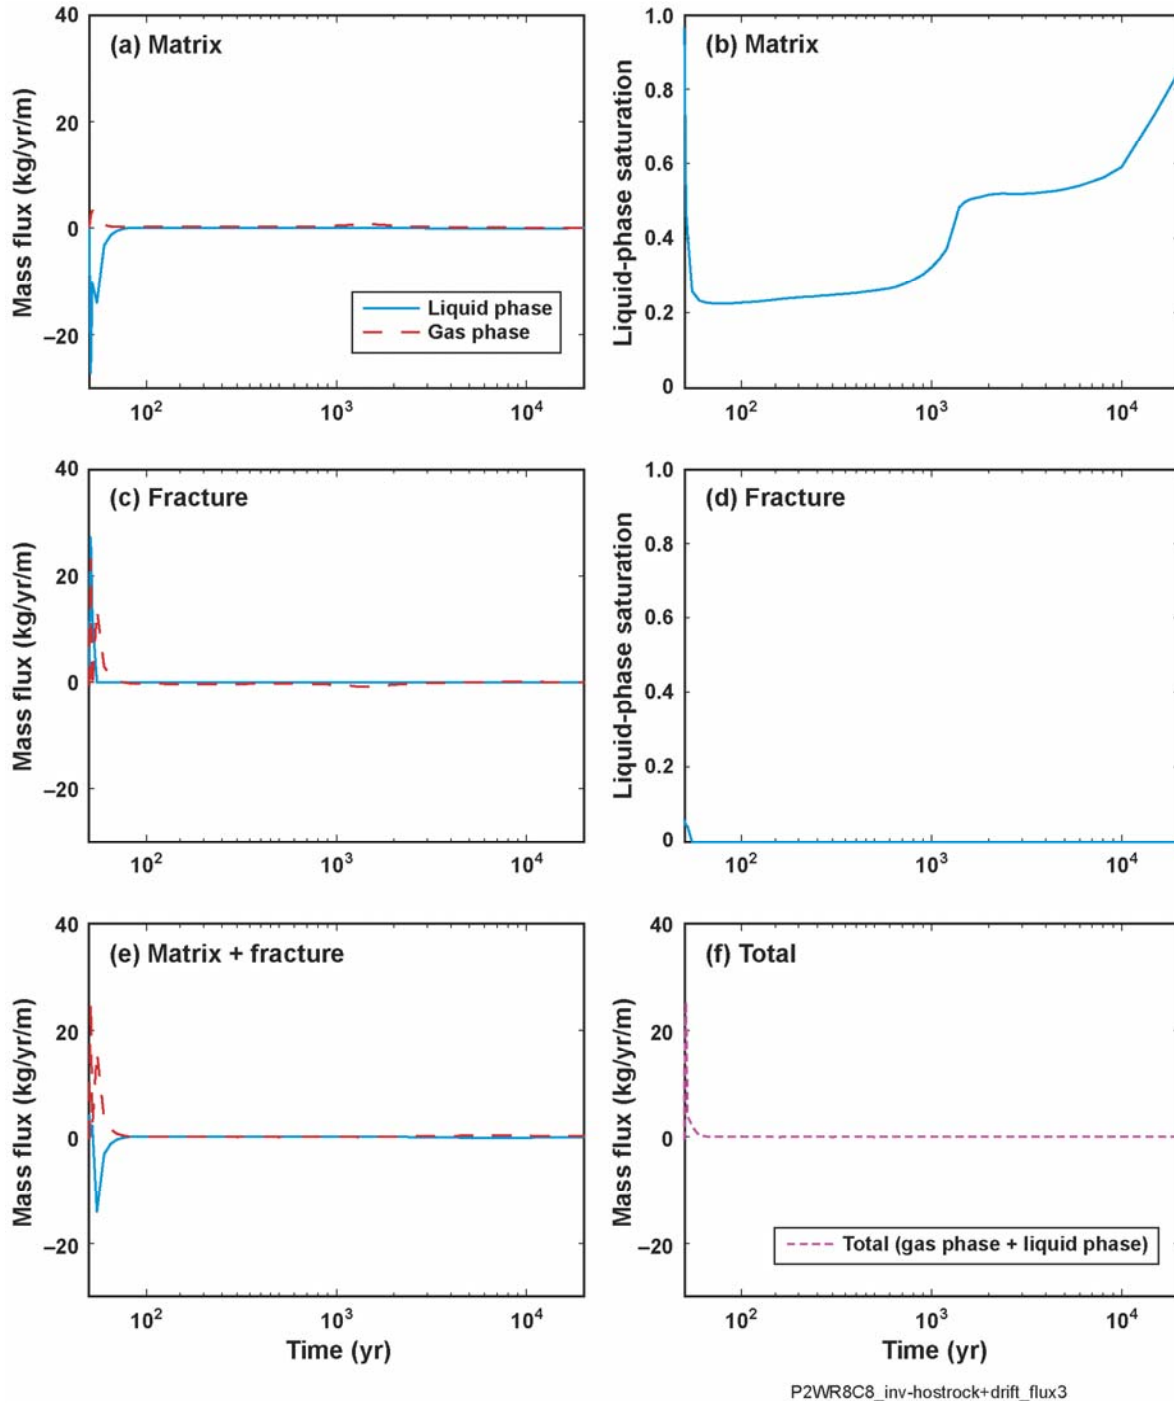 (a) Matrix
Mass flux (kg/yr/m)
40
20
0
–20
10²
10³
10⁴
Liquid phase
Gas phase
(b) Matrix
Liquid-phase saturation
1.0
0.8
0.6
0.4
0.2
0
10²
10³
10⁴
(c) Fracture
Mass flux (kg/yr/m)
40
20
0
–20
10²
10³
10⁴
(d) Fracture
Liquid-phase saturation
1.0
0.8
0.6
0.4
0.2
0
10²
10³
10⁴
(e) Matrix + fracture
Mass flux (kg/yr/m)
40
20
0
–20
10²
10³
10⁴
Time (yr)
(f) Total
Mass flux (kg/yr/m)
40
20
0
–20
Total (gas phase + liquid phase)
10²
10³
10⁴
Time (yr)
P2WR8C8_inv-hostrock+drift_flux3